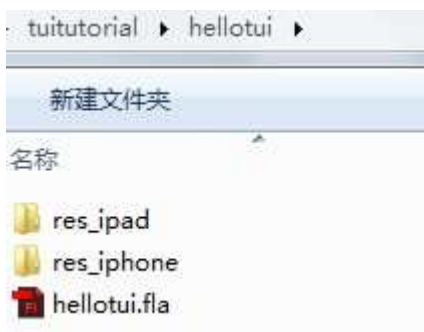 tuitutorial ▸ hellotui ▸
新建文件夹
名称
res_ipad
res_iphone
hellotui.fla